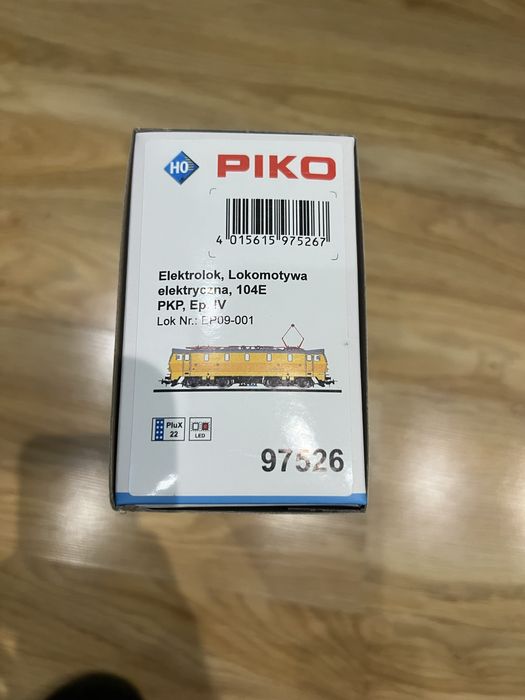 H0 PIKO
4 015615 975267
Elektrolok, Lokomotywa
elektryczna, 104E
PKP, Ep. IV
Lok Nr.: EP09-001
PluX
22
LED
97526